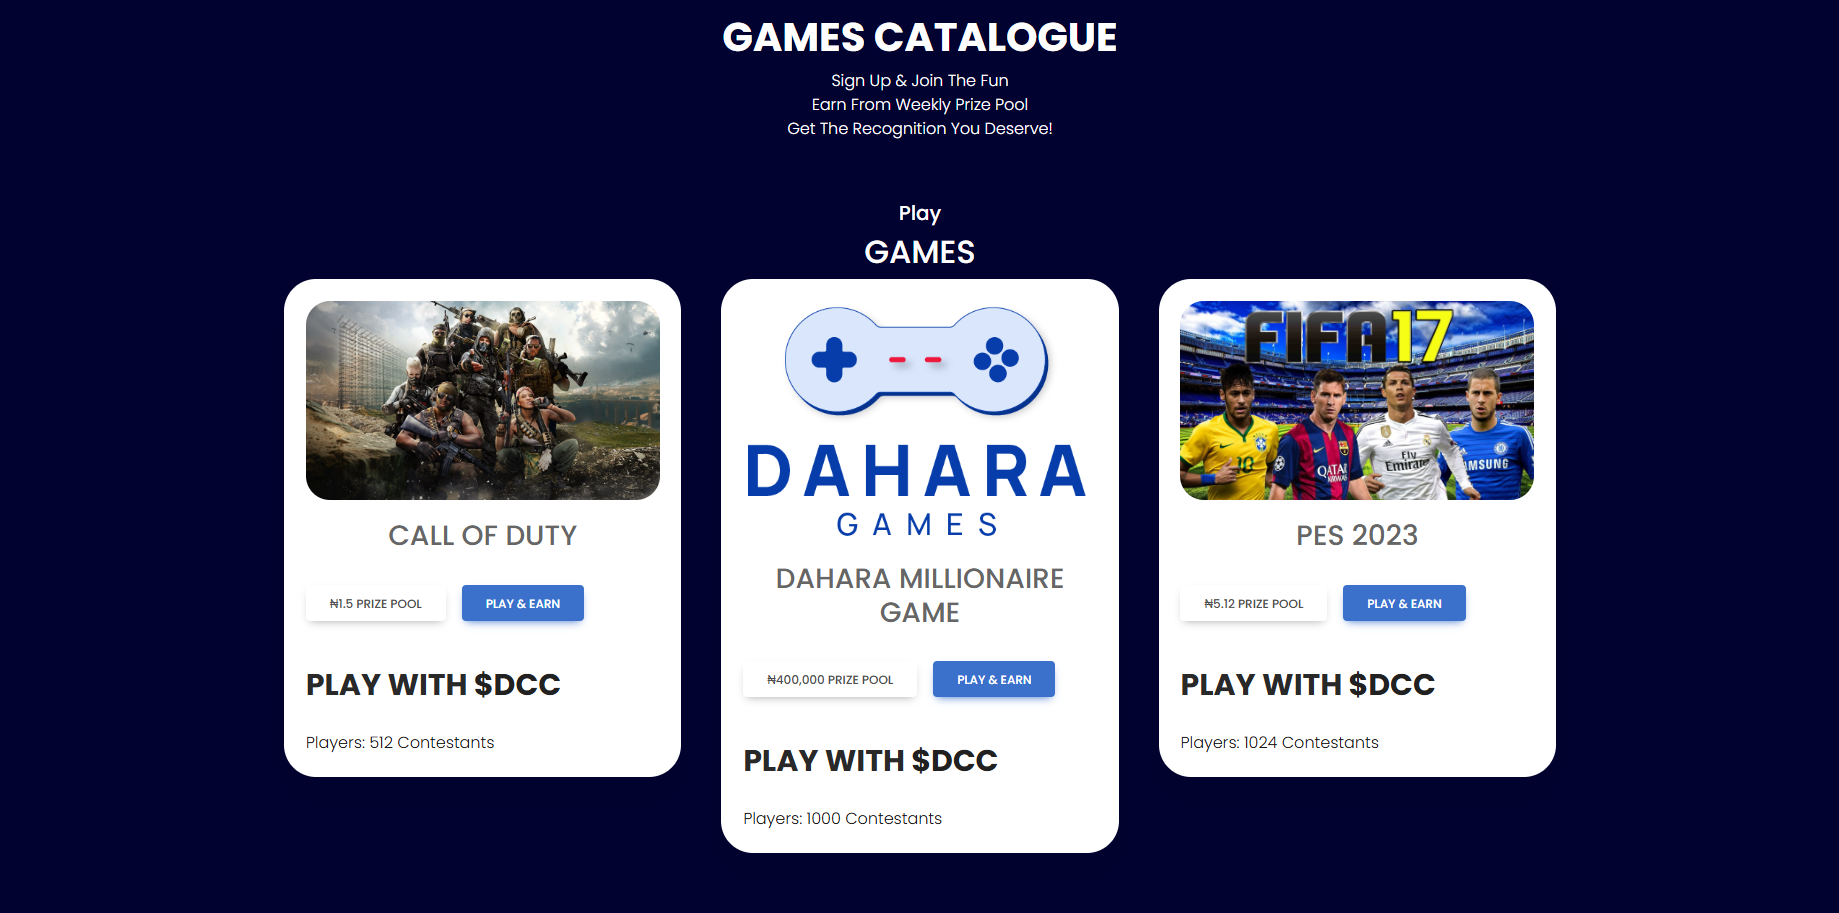 GAMES CATALOGUE
Sign Up & Join The Fun
Earn From Weekly Prize Pool
Get The Recognition You Deserve!
Play
GAMES
CALL OF DUTY
₦1.5 PRIZE POOL
PLAY & EARN
PLAY WITH $DCC
Players: 512 Contestants
DAHARA
GAMES
DAHARA MILLIONAIRE
GAME
₦400,000 PRIZE POOL
PLAY & EARN
PLAY WITH $DCC
Players: 1000 Contestants
FIFA17
10
QATAR
AIRWAYS
Fly
Emirates
SAMSUNG
PES 2023
₦5.12 PRIZE POOL
PLAY & EARN
PLAY WITH $DCC
Players: 1024 Contestants